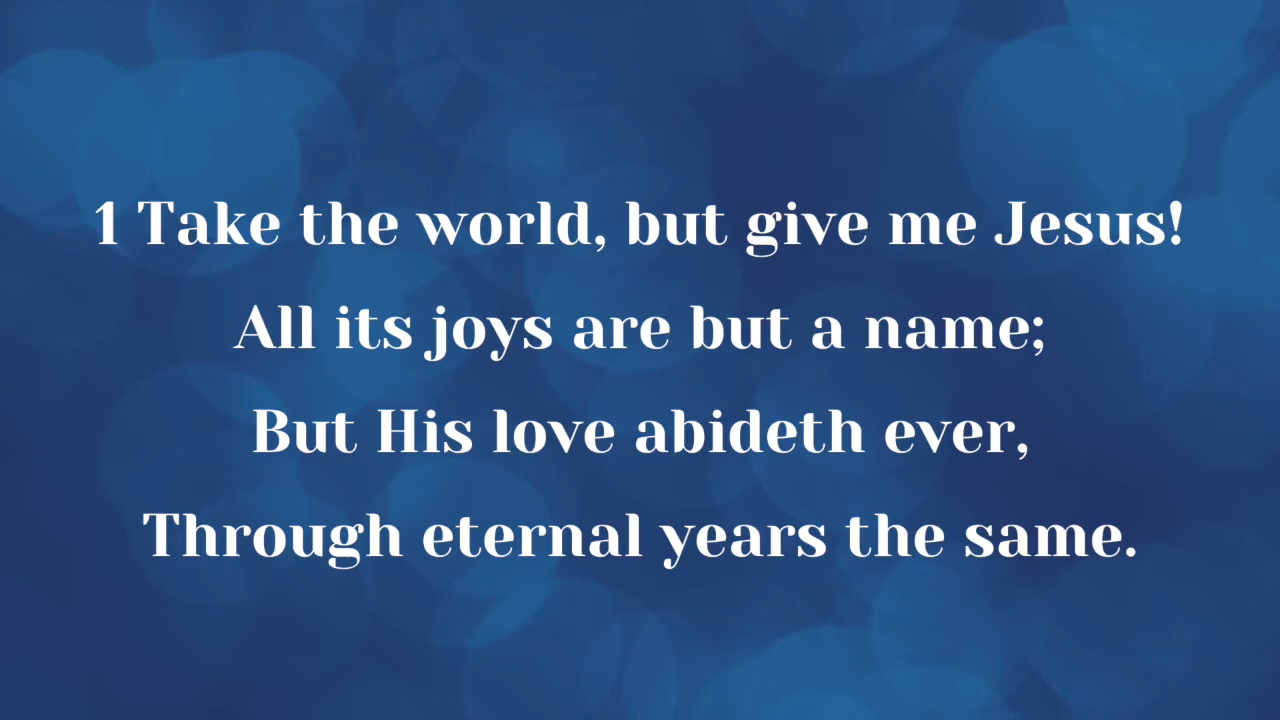 1 Take the world, but give me Jesus!
All its joys are but a name;
But His love abideth ever,
Through eternal years the same.